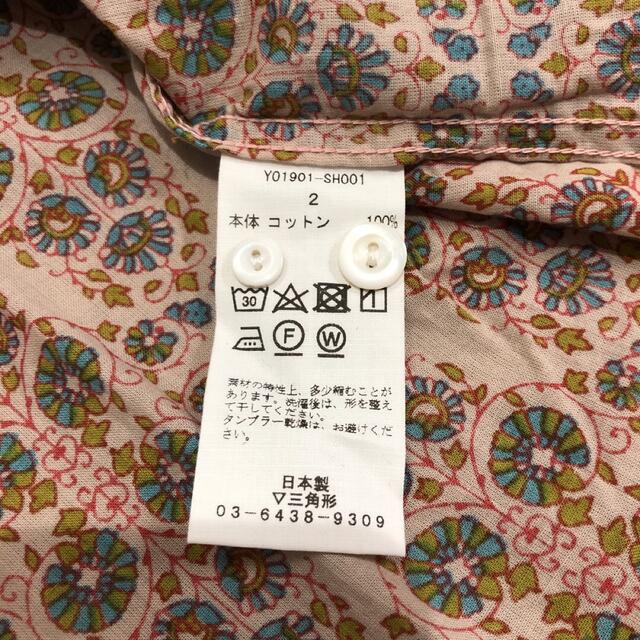 Y01901-SH001
2
本体 コットン 100%
30
F W
素材の特性上、多少縮むことが
あります。洗濯後は、形を整え
て干してください。
タンブラー乾燥は、お避けくだ
さい。
日本製
▽三角形
03-6438-9309